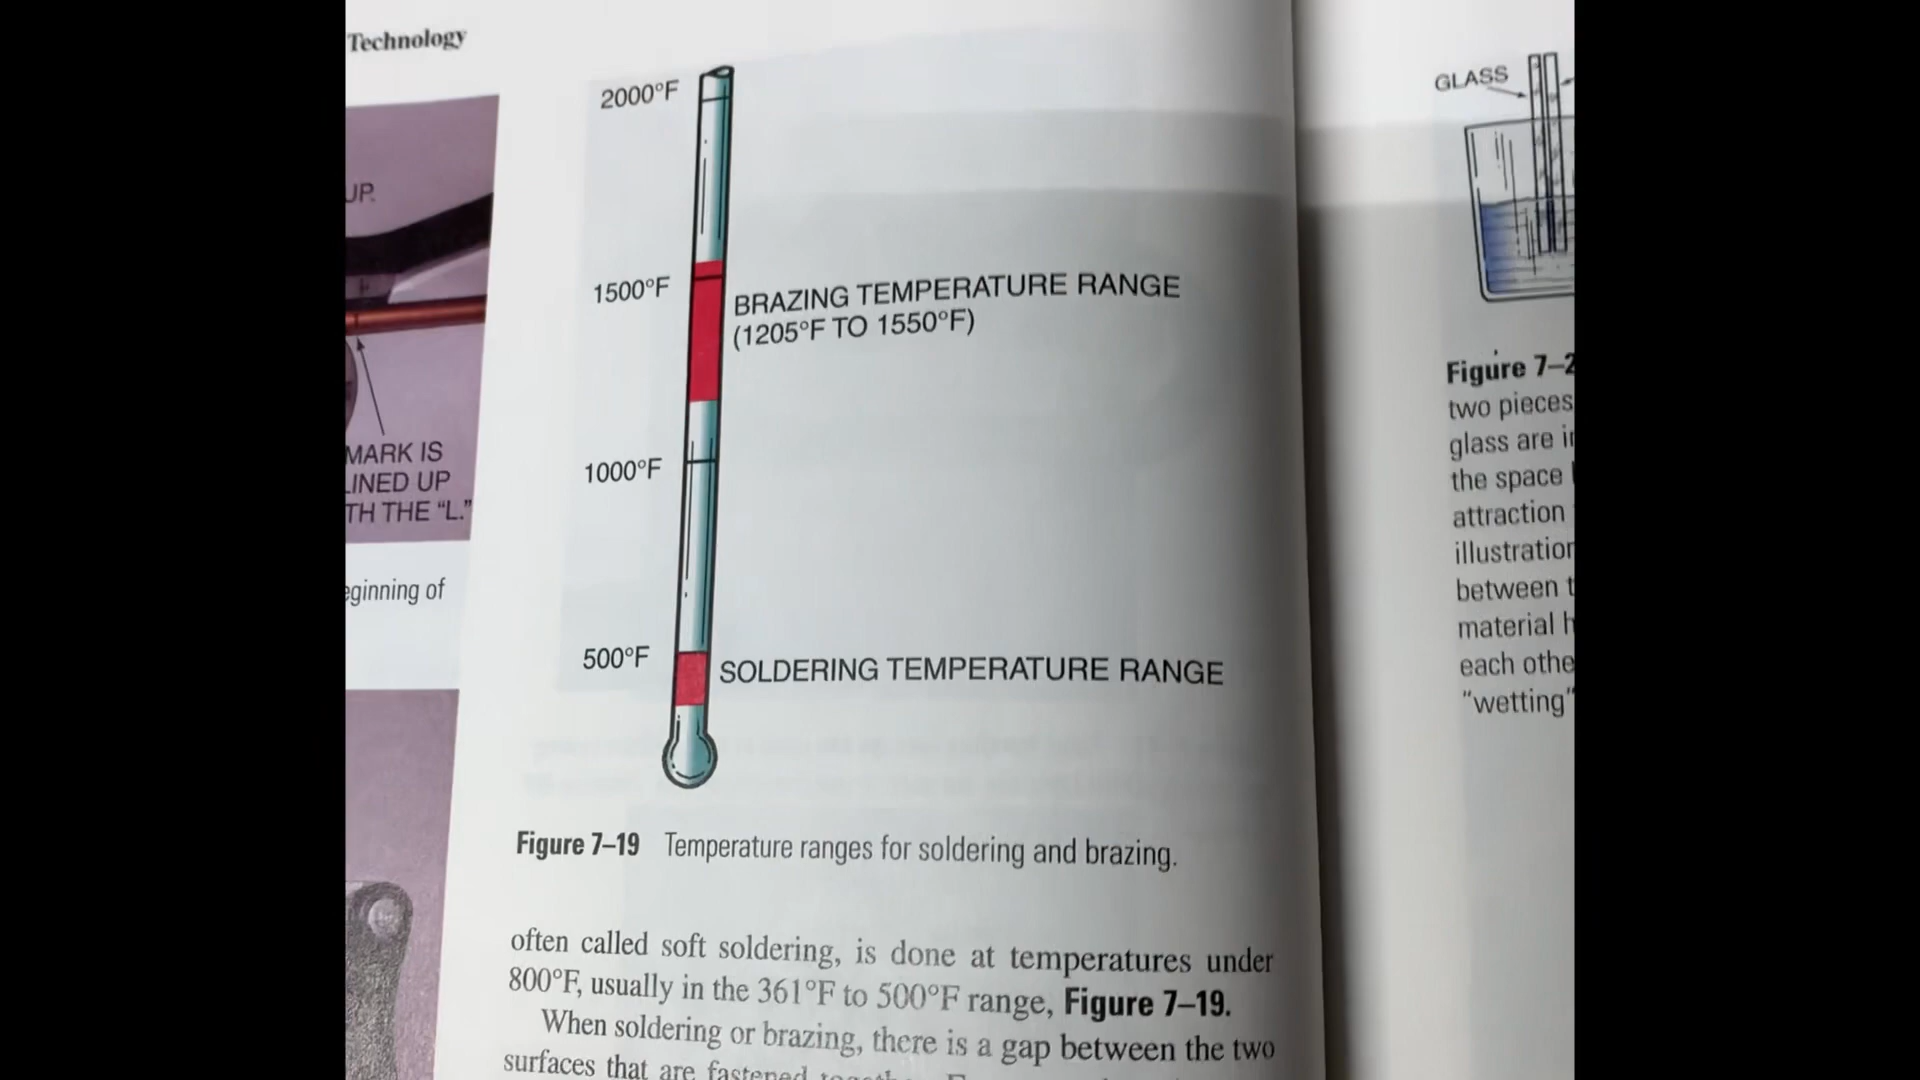 Technology
UP.
MARK IS
LINED UP
TH THE “L.”
eginning of
2000°F
1500°F
BRAZING TEMPERATURE RANGE
(1205°F TO 1550°F)
1000°F
500°F
SOLDERING TEMPERATURE RANGE
Figure 7–19 Temperature ranges for soldering and brazing.
often called soft soldering, is done at temperatures under
800°F, usually in the 361°F to 500°F range, Figure 7–19.
When soldering or brazing, there is a gap between the two
surfaces that are fastened
GLASS
Figure 7–2
two pieces
glass are
the space
attraction
illustration
between t
material h
each othe
“wetting”